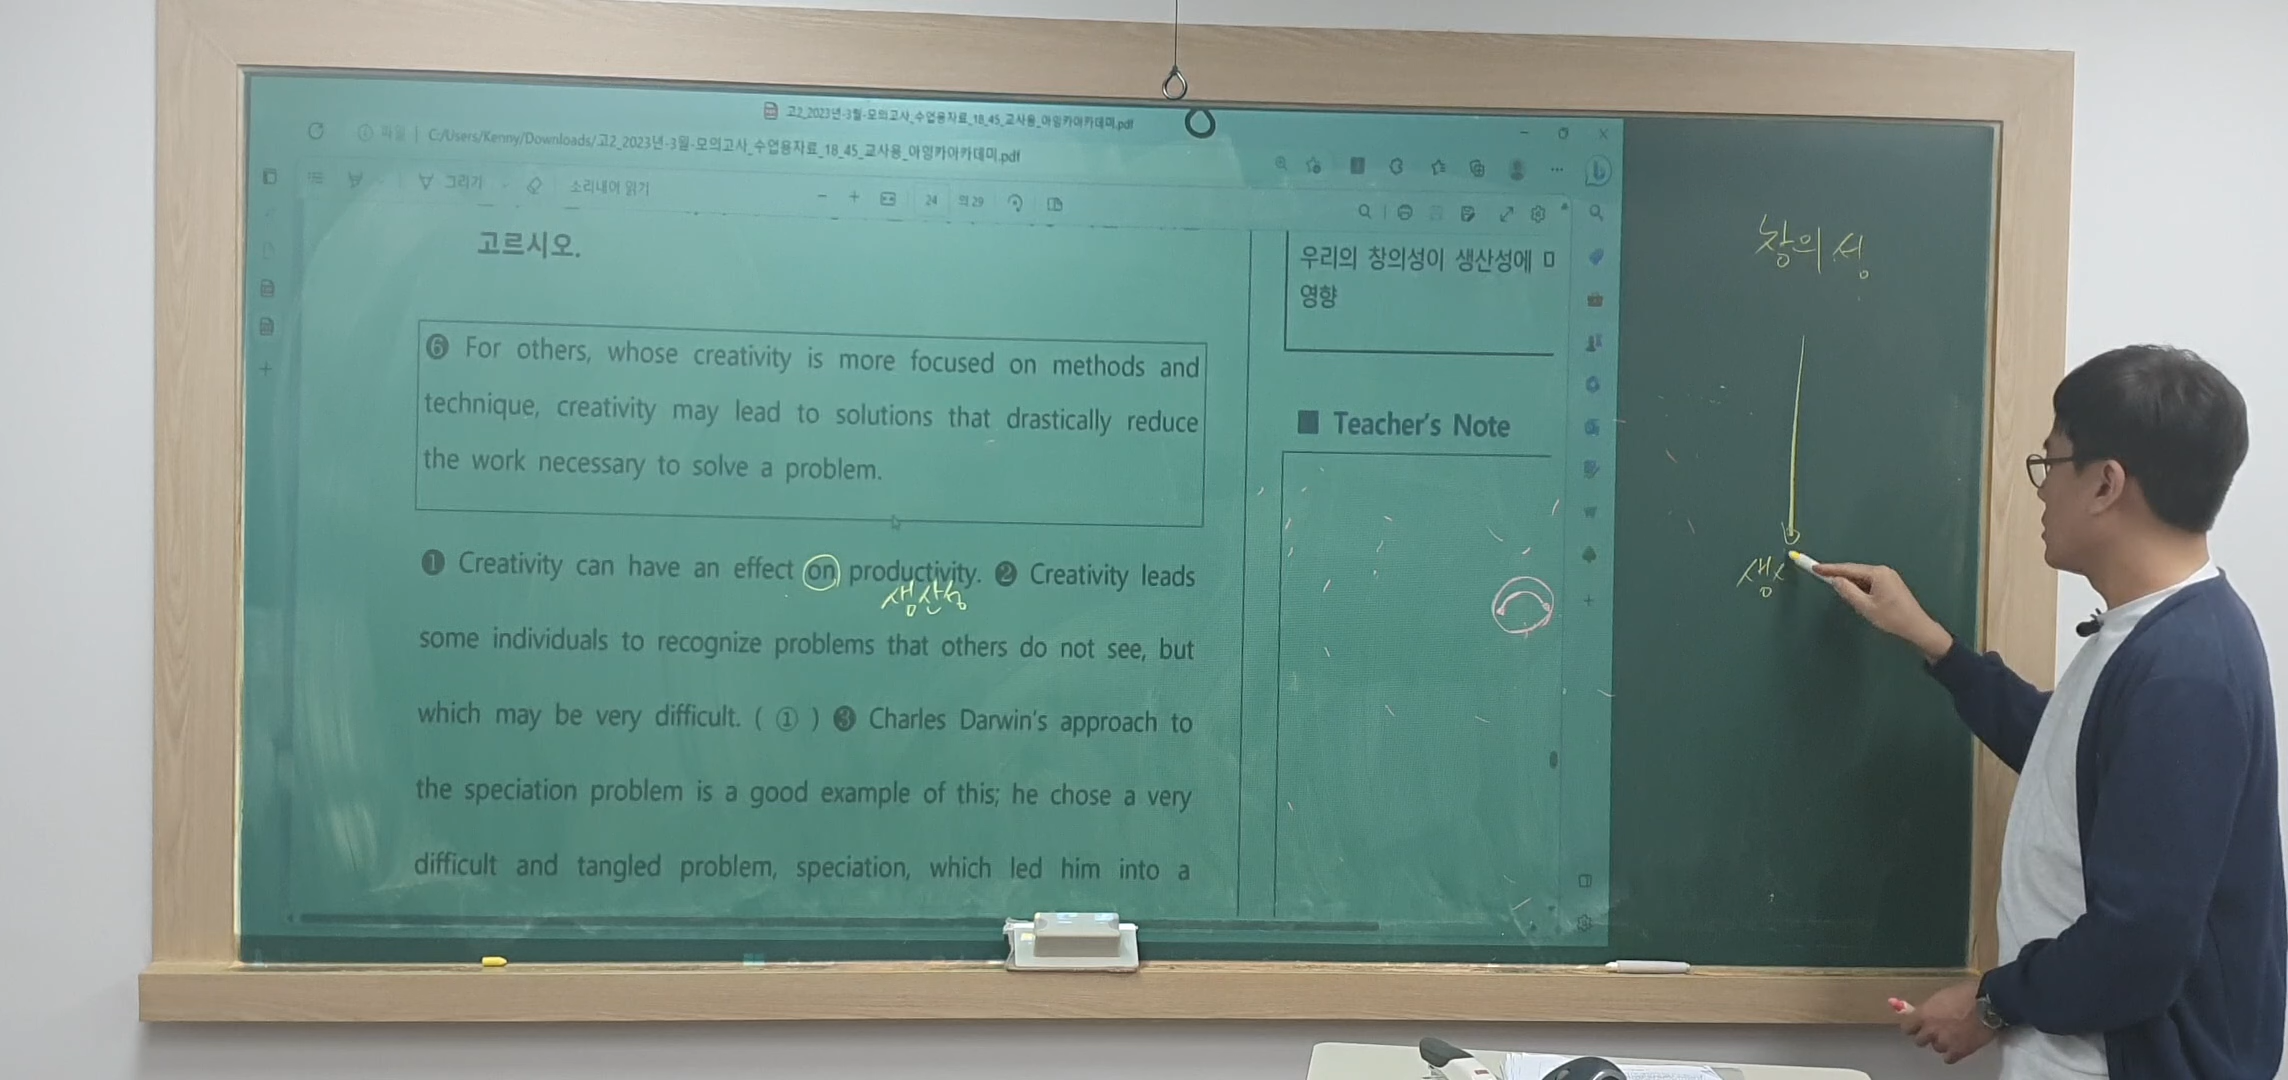 고2_2023년-3월-모의고사_수업용자료_18_45_교사용_아잉카아카데미.pdf
파일 | C:/Users/Kenny/Downloads/고2_2023년-3월-모의고사_수업용자료_18_45_교사용_아잉카아카데미.pdf
그리기 소리내어 읽기 24 의 29
고르시오.
❻ For others, whose creativity is more focused on methods and
technique, creativity may lead to solutions that drastically reduce
the work necessary to solve a problem.
❶ Creativity can have an effect on productivity. ❷ Creativity leads
생산성
some individuals to recognize problems that others do not see, but
which may be very difficult. ( ① ) ❸ Charles Darwin's approach to
the speciation problem is a good example of this; he chose a very
difficult and tangled problem, speciation, which led him into a
우리의 창의성이 생산성에 미
영향
■ Teacher's Note
창의성
생ㅅ